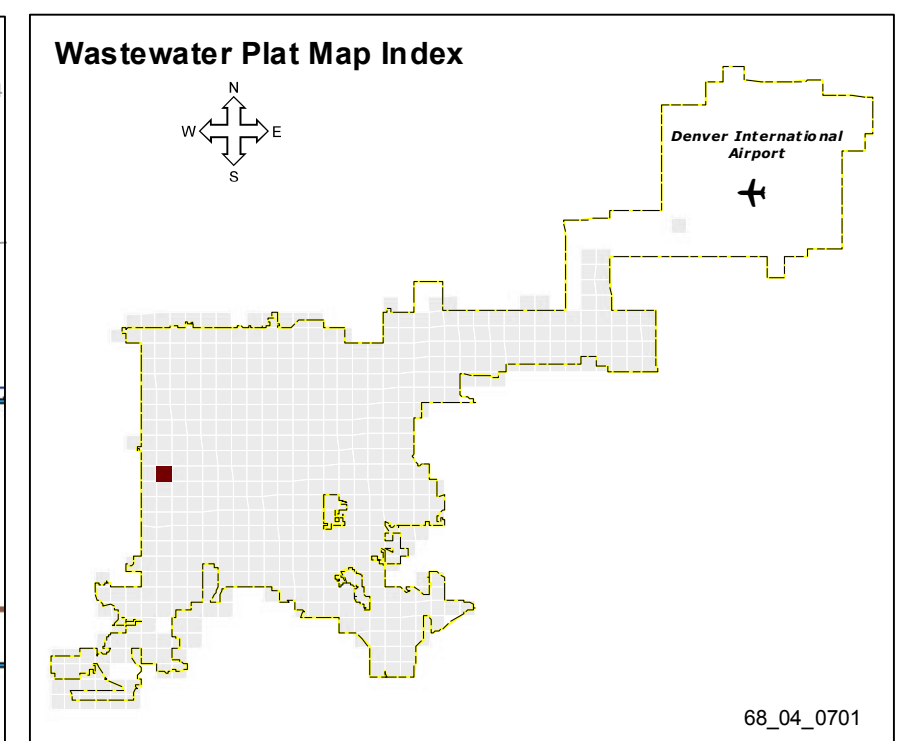 Wastewater Plat Map Index
N
W E
S
Denver International
Airport
68_04_0701